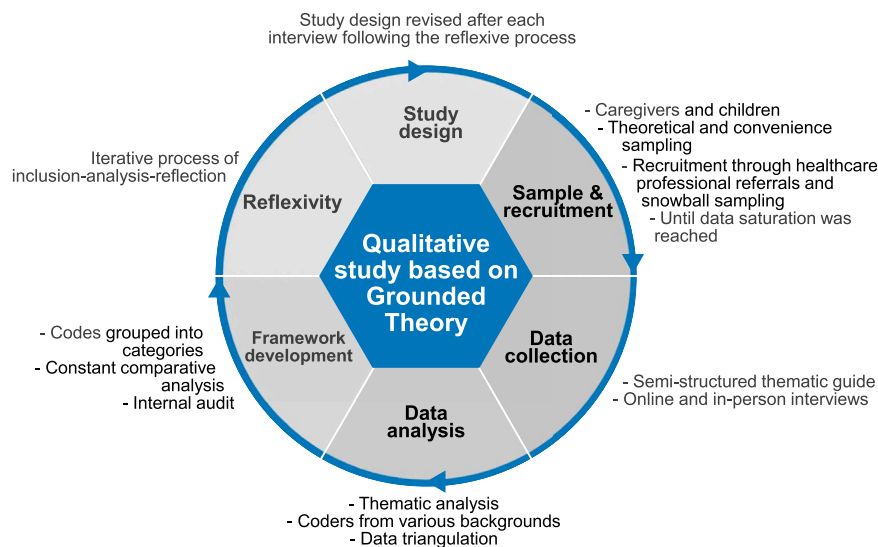 Study design revised after each
interview following the reflexive process
Study
design
- Caregivers and children
- Theoretical and convenience
sampling
- Recruitment through healthcare
professional referrals and
snowball sampling
- Until data saturation was
reached
Sample &
recruitment
Iterative process of
inclusion-analysis-reflection
Reflexivity
Qualitative
study based on
Grounded
Theory
Data
collection
- Semi-structured thematic guide
- Online and in-person interviews
Framework
development
- Codes grouped into
categories
- Constant comparative
analysis
- Internal audit
Data
analysis
- Thematic analysis
- Coders from various backgrounds
- Data triangulation